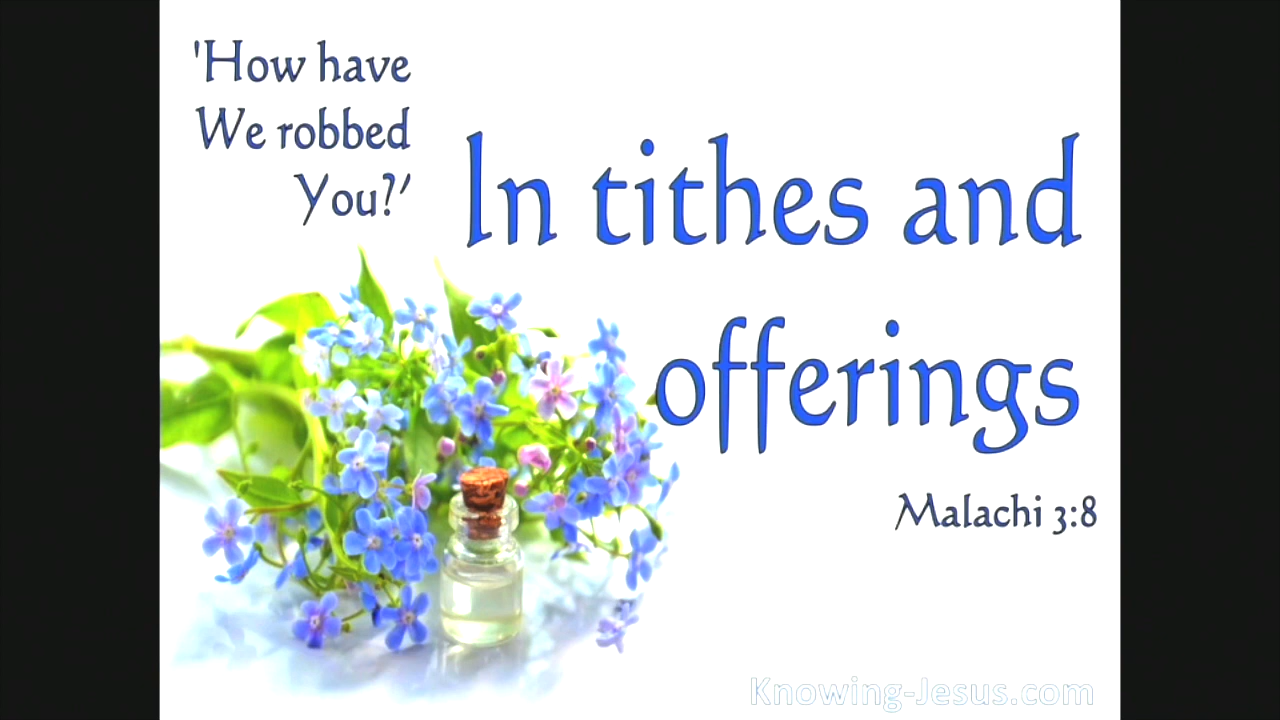 'How have
We robbed
You?’
In tithes and
offerings
Malachi 3:8
Knowing-Jesus.com